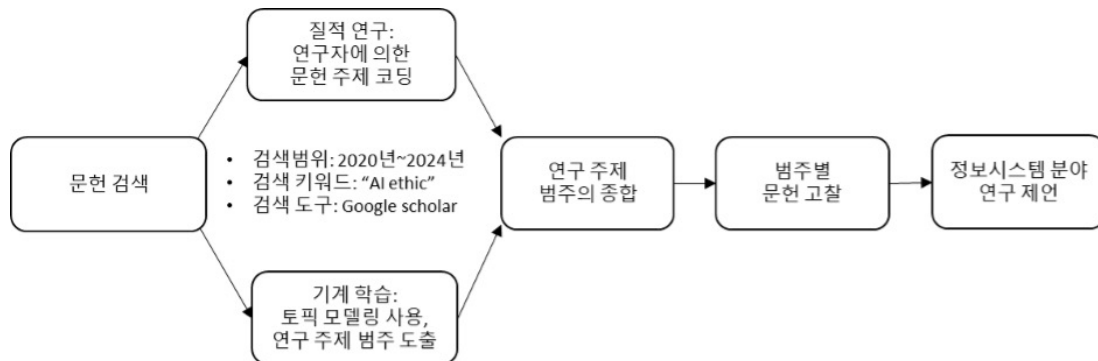 질적 연구:
연구자에 의한
문헌 주제 코딩
문헌 검색
• 검색범위: 2020년~2024년
• 검색 키워드: “AI ethic”
• 검색 도구: Google scholar
기계 학습:
토픽 모델링 사용,
연구 주제 범주 도출
연구 주제
범주의 종합
범주별
문헌 고찰
정보시스템 분야
연구 제언